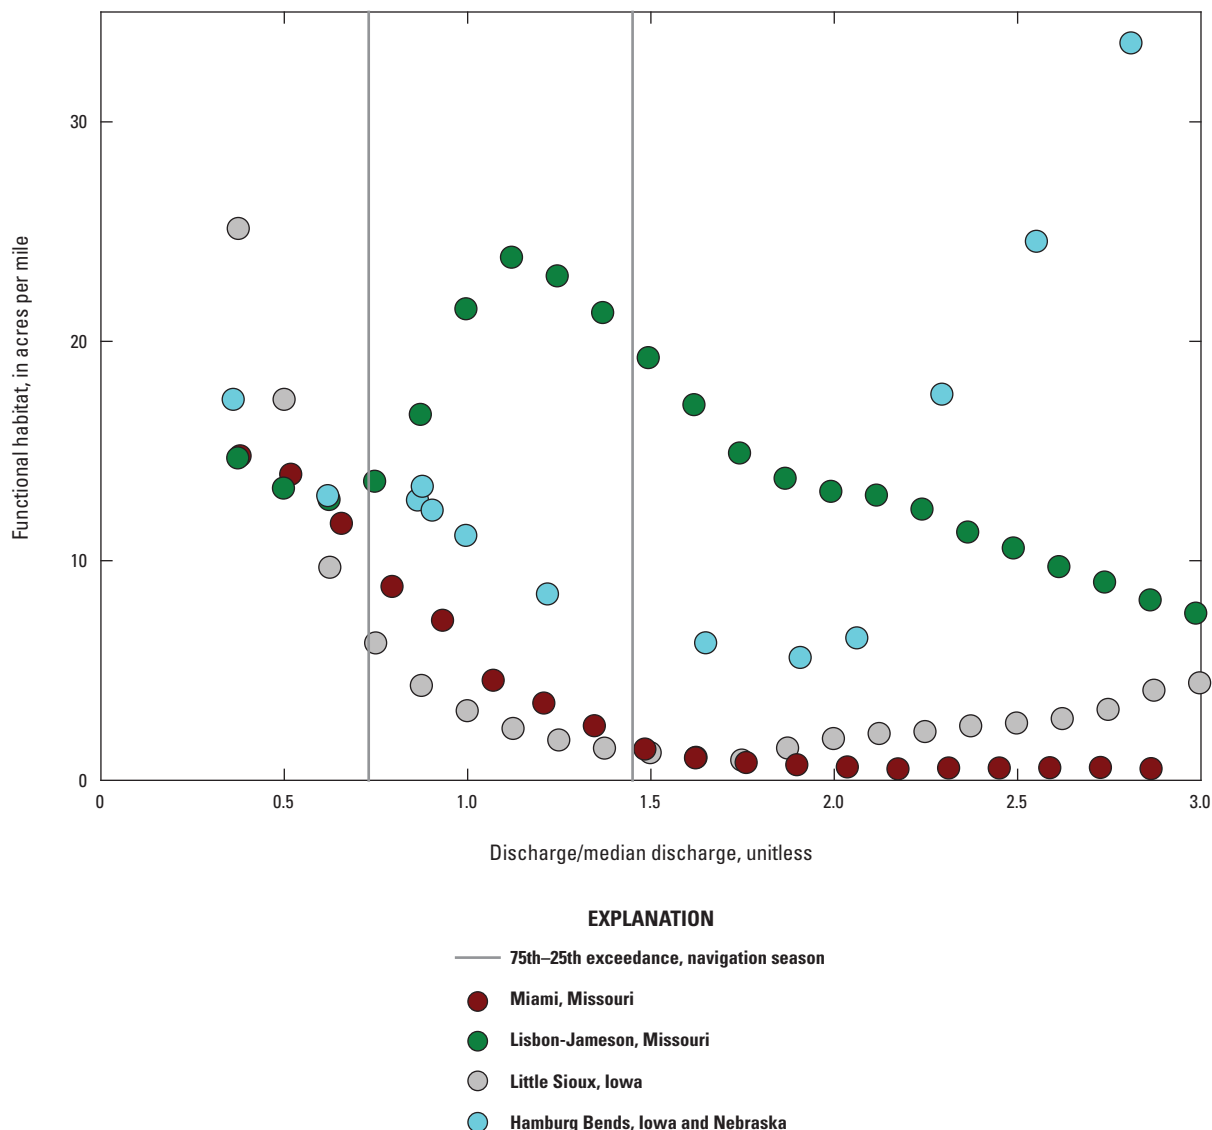 30
20
10
0
Functional habitat, in acres per mile
0 0.5 1.0 1.5 2.0 2.5 3.0
Discharge/median discharge, unitless
EXPLANATION
75th–25th exceedance, navigation season
Miami, Missouri
Lisbon-Jameson, Missouri
Little Sioux, Iowa
Hamburg Bends, Iowa and Nebraska